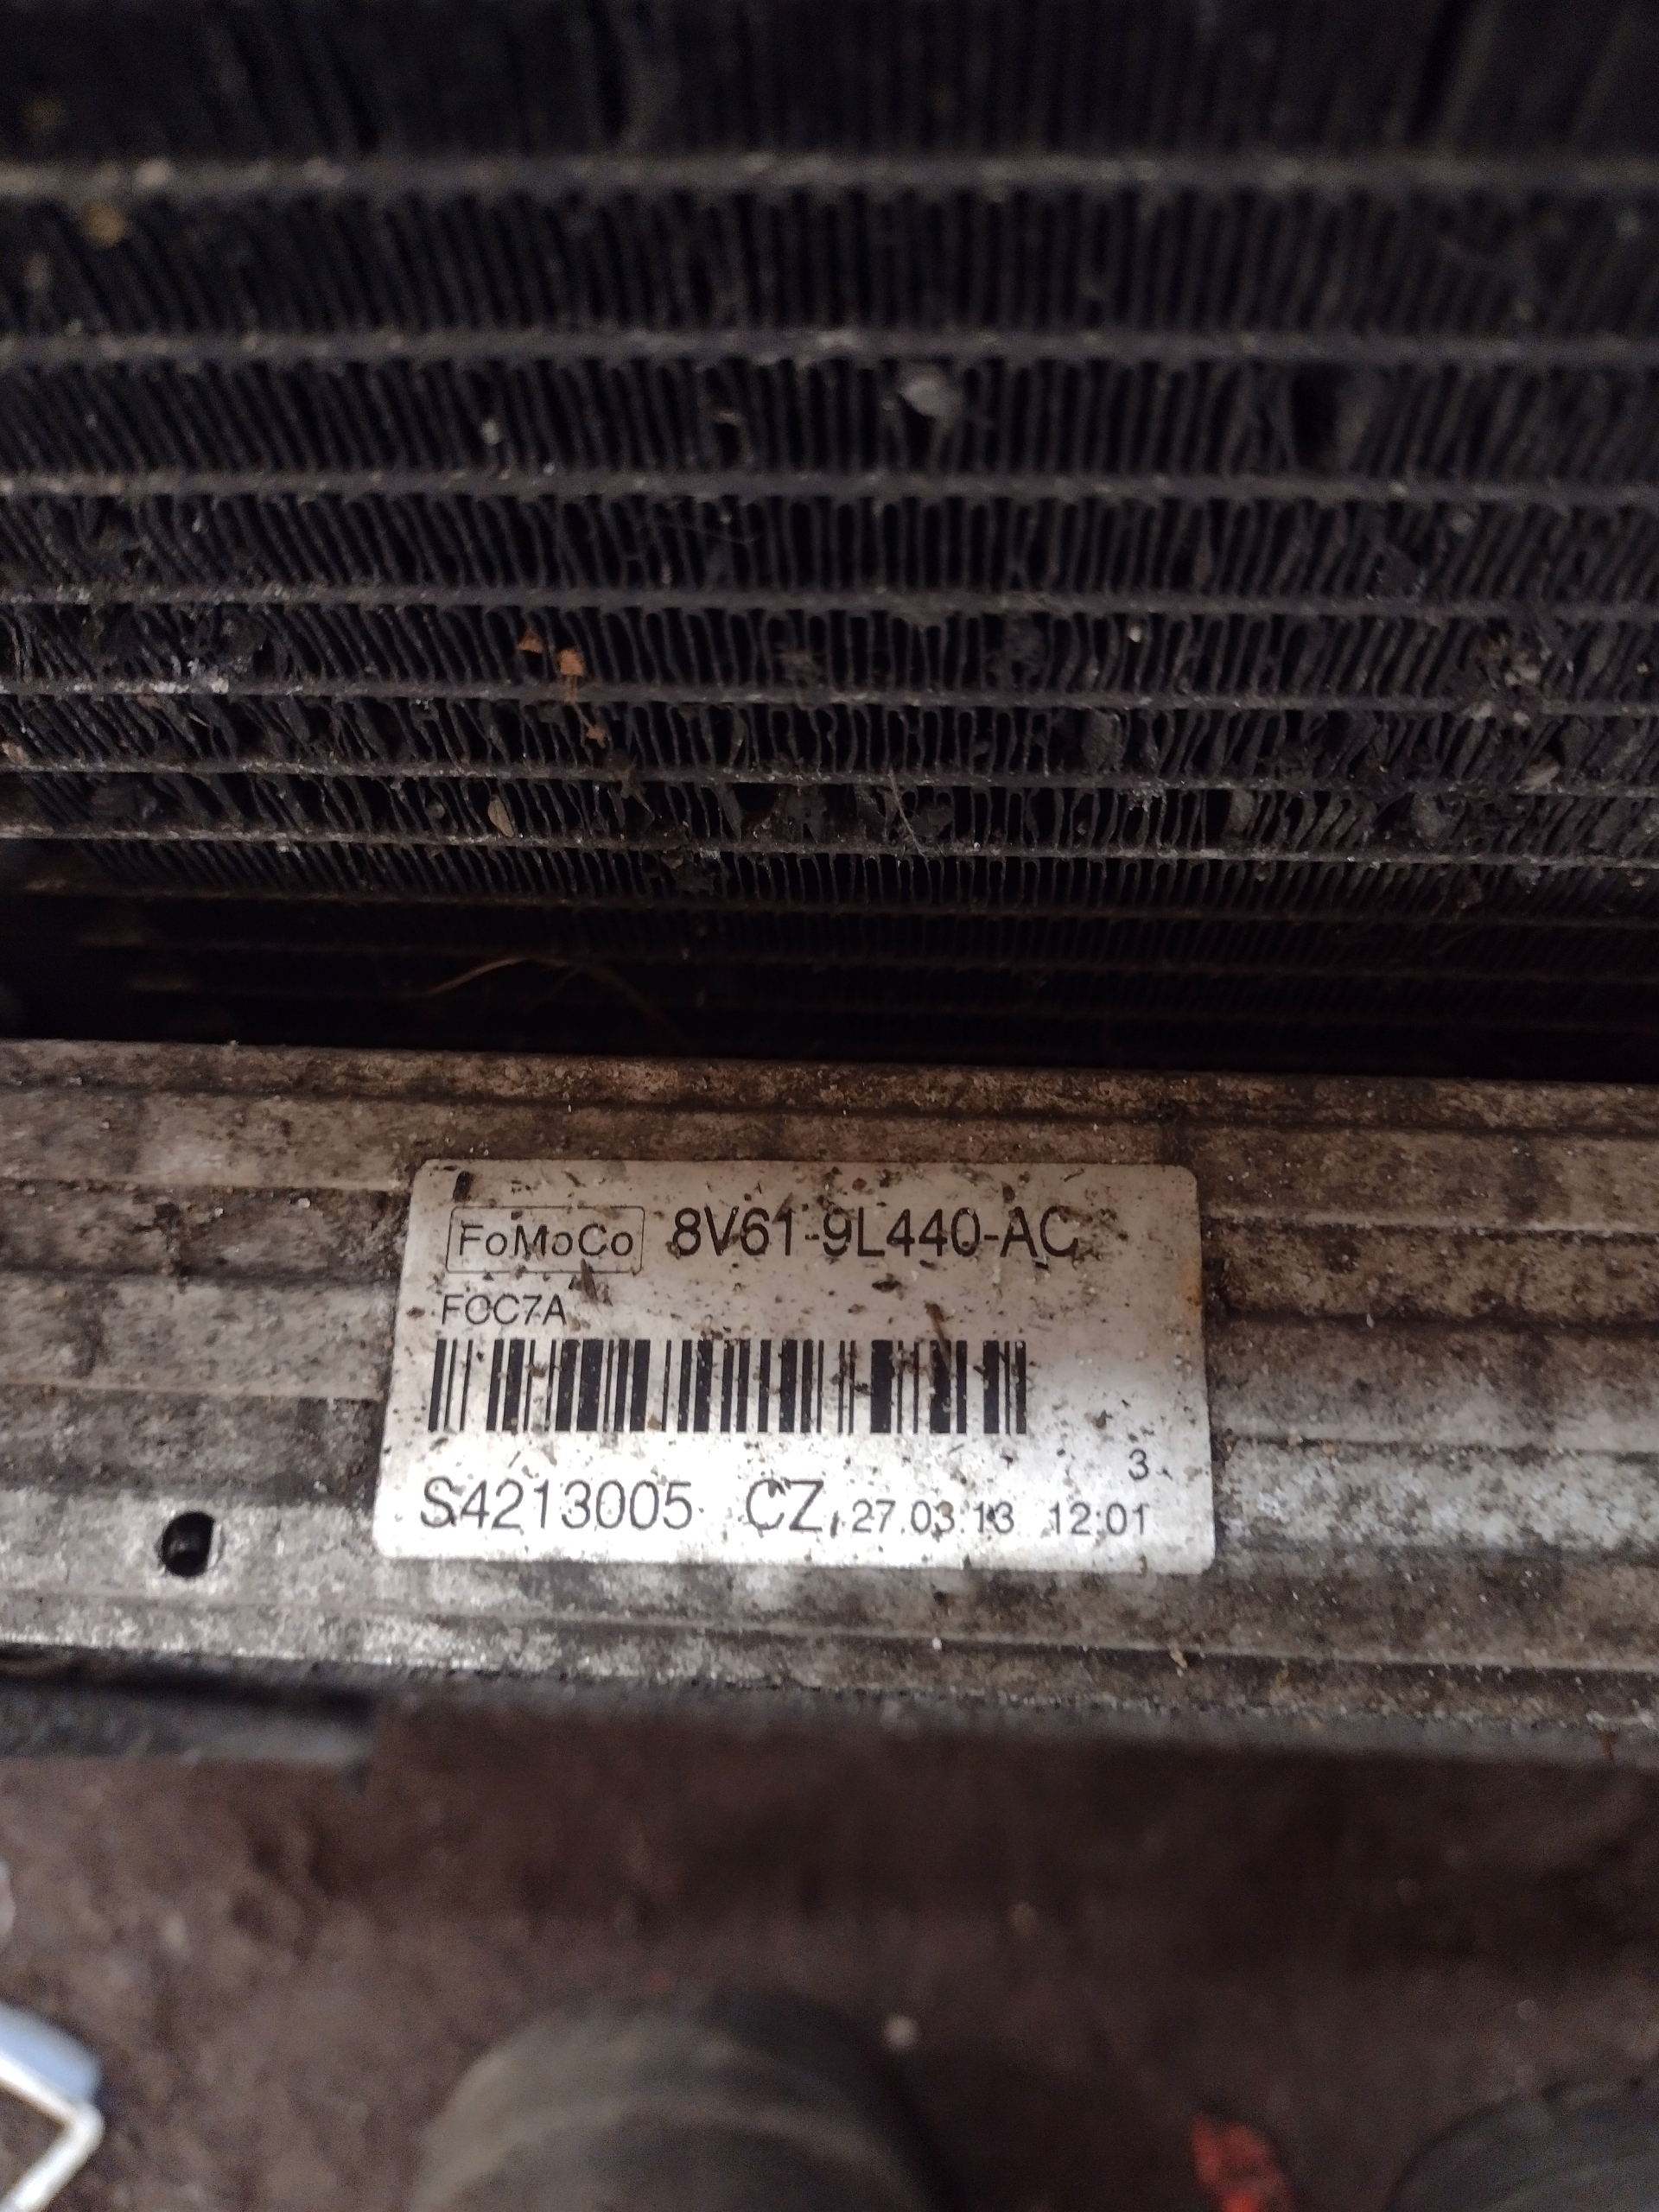 FoMoCo 8V61-9L440-AC
FCC7A
3
S4213005 CZ 27.03.13 12:01